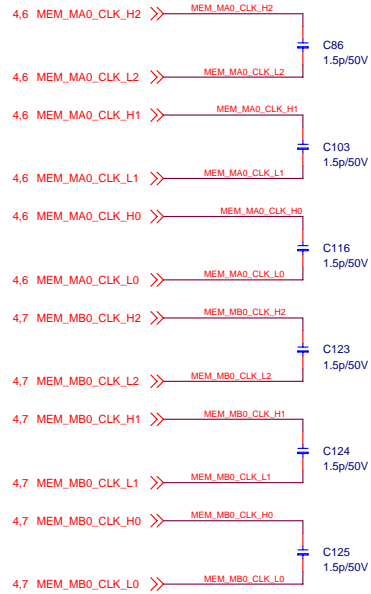 4,6 MEM_MA0_CLK_H2 MEM_MA0_CLK_H2
C86
1.5p/50V
4,6 MEM_MA0_CLK_L2 MEM_MA0_CLK_L2
4,6 MEM_MA0_CLK_H1 MEM_MA0_CLK_H1
C103
1.5p/50V
4,6 MEM_MA0_CLK_L1 MEM_MA0_CLK_L1
4,6 MEM_MA0_CLK_H0 MEM_MA0_CLK_H0
C116
1.5p/50V
4,6 MEM_MA0_CLK_L0 MEM_MA0_CLK_L0
4,7 MEM_MB0_CLK_H2 MEM_MB0_CLK_H2
C123
1.5p/50V
4,7 MEM_MB0_CLK_L2 MEM_MB0_CLK_L2
4,7 MEM_MB0_CLK_H1 MEM_MB0_CLK_H1
C124
1.5p/50V
4,7 MEM_MB0_CLK_L1 MEM_MB0_CLK_L1
4,7 MEM_MB0_CLK_H0 MEM_MB0_CLK_H0
C125
1.5p/50V
4,7 MEM_MB0_CLK_L0 MEM_MB0_CLK_L0